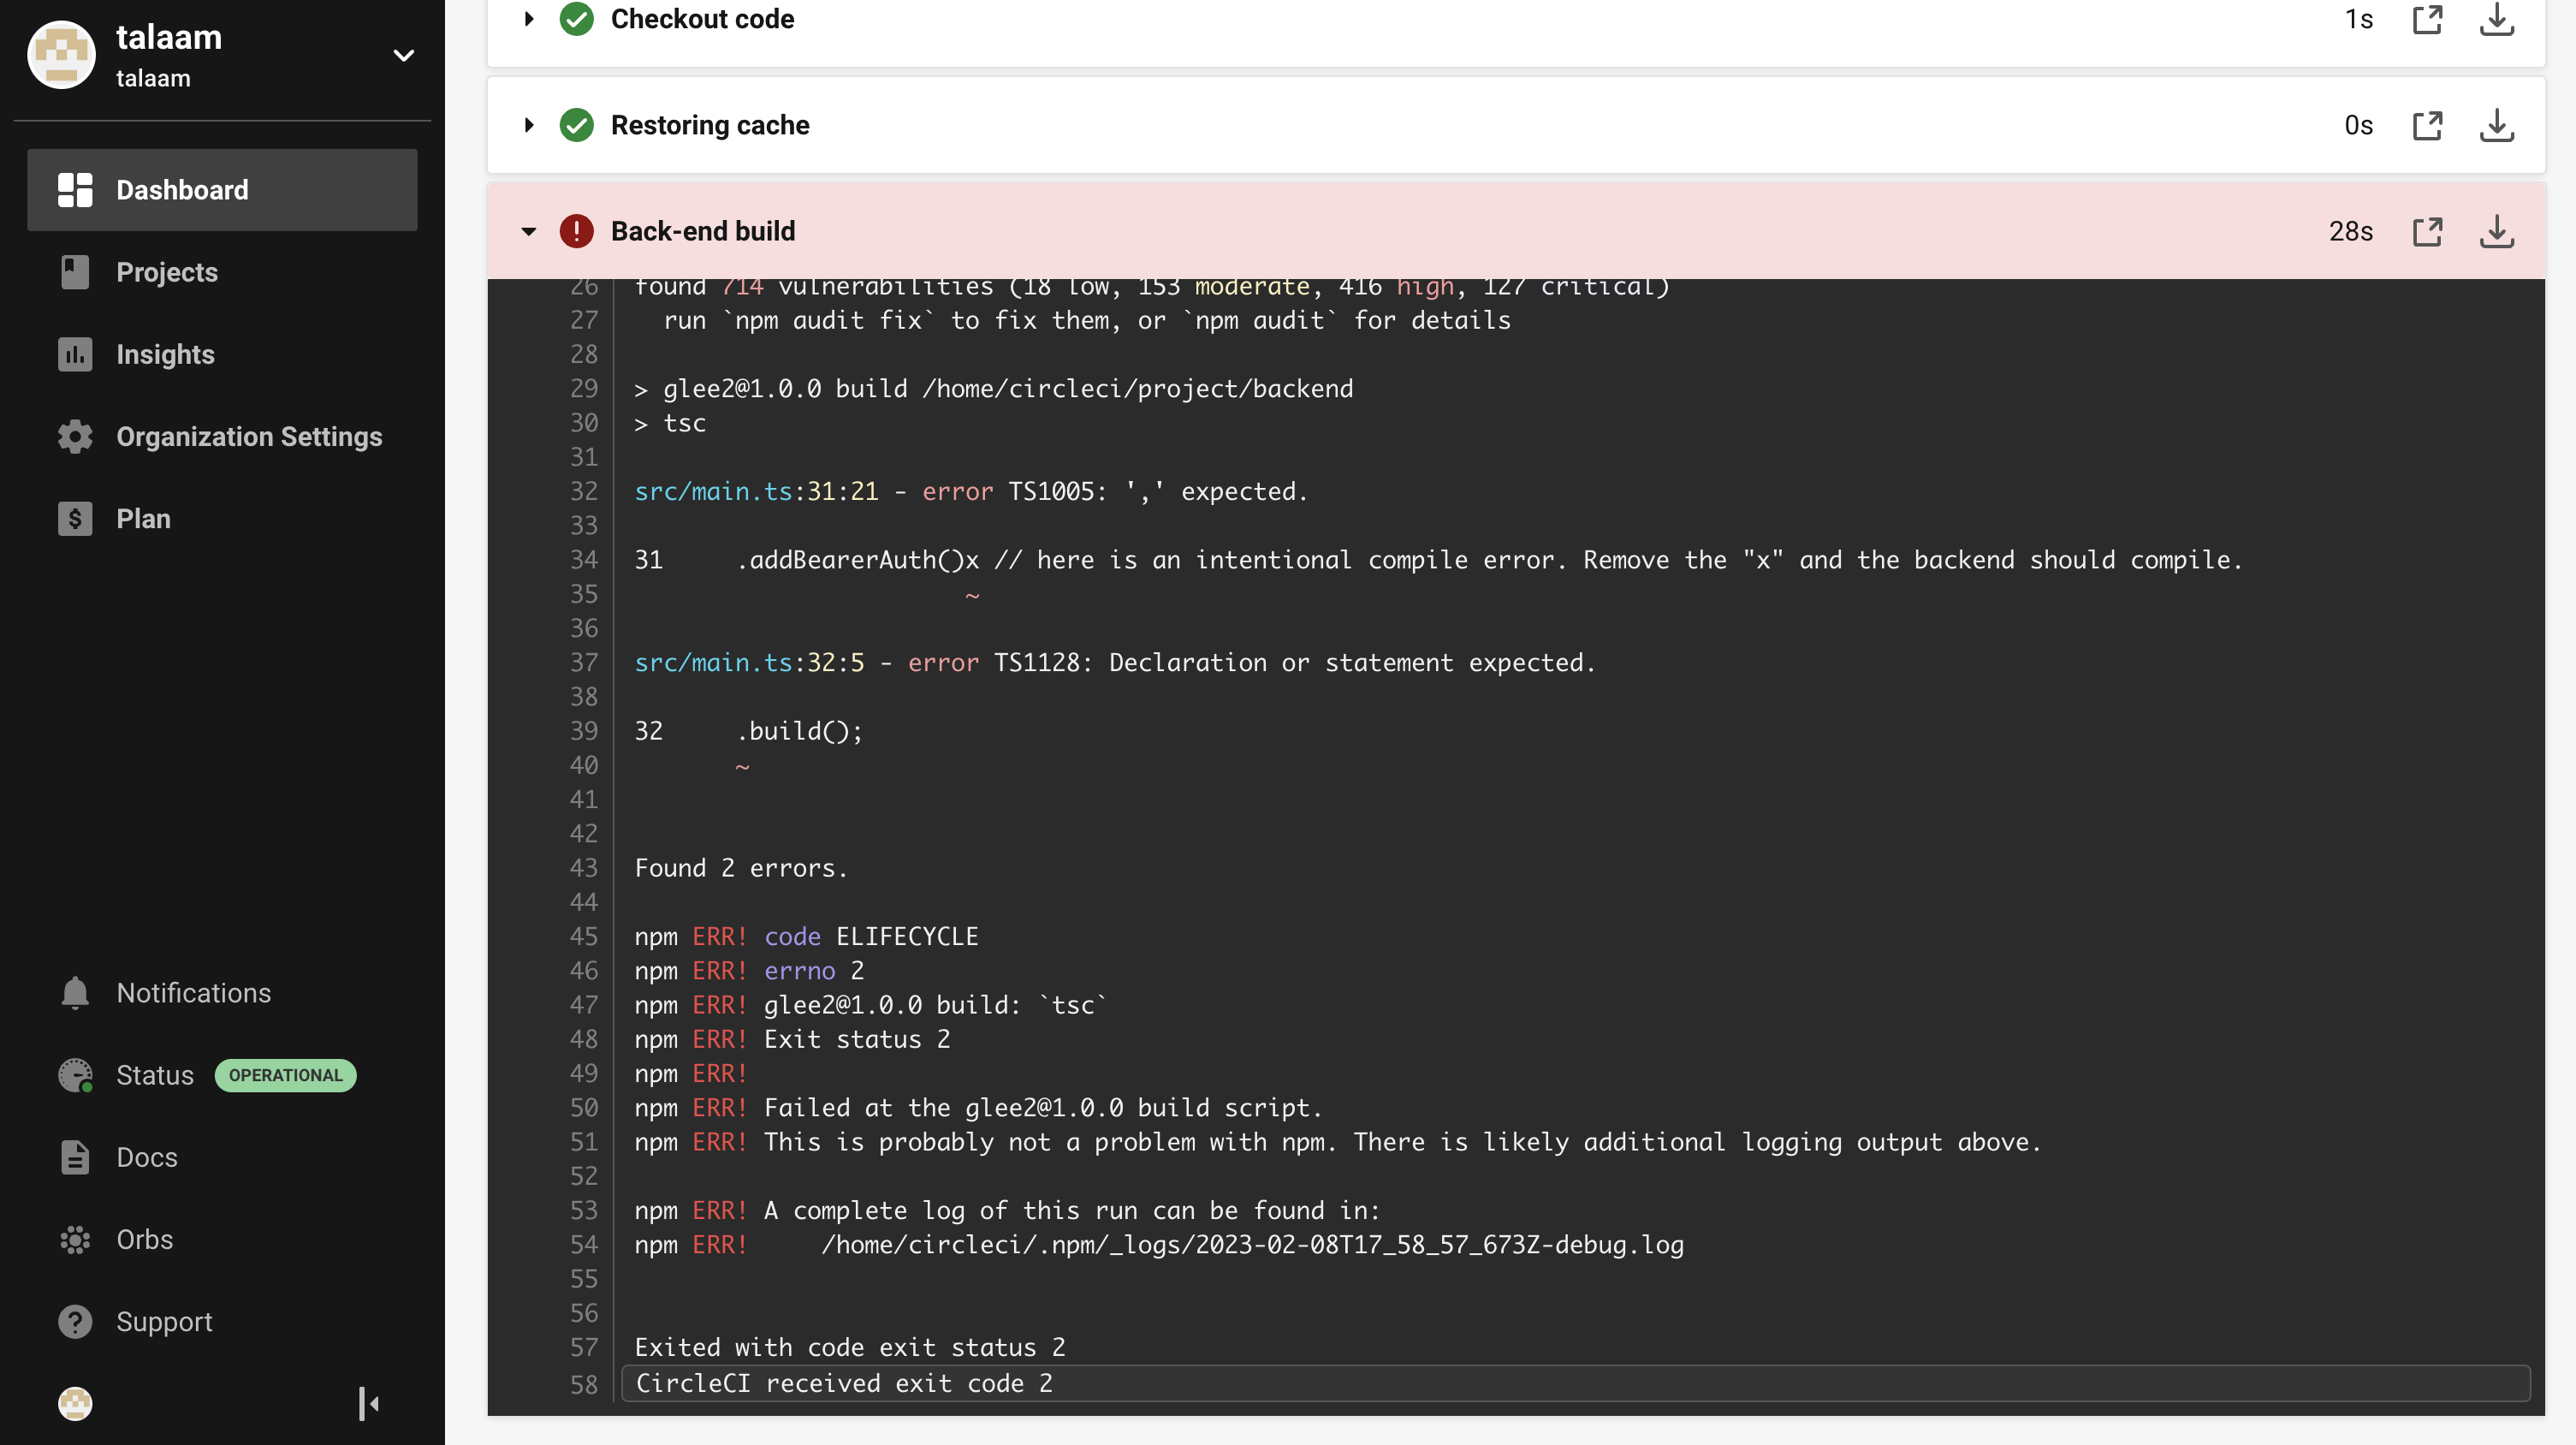 talaam
talaam
Dashboard
Projects
Insights
Organization Settings
Plan
Notifications
Status OPERATIONAL
Docs
Orbs
Support
Checkout code 1s
Restoring cache 0s
Back-end build 28s
26 found 714 vulnerabilities (18 low, 153 moderate, 416 high, 127 critical)
27 run `npm audit fix` to fix them, or `npm audit` for details
28
29 > glee2@1.0.0 build /home/circleci/project/backend
30 > tsc
31
32 src/main.ts:31:21 - error TS1005: ',' expected.
33
34 31     .addBearerAuth()x // here is an intentional compile error. Remove the "x" and the backend should compile.
35 ~
36
37 src/main.ts:32:5 - error TS1128: Declaration or statement expected.
38
39 32     .build();
40 ~
41
42
43 Found 2 errors.
44
45 npm ERR! code ELIFECYCLE
46 npm ERR! errno 2
47 npm ERR! glee2@1.0.0 build: `tsc`
48 npm ERR! Exit status 2
49 npm ERR!
50 npm ERR! Failed at the glee2@1.0.0 build script.
51 npm ERR! This is probably not a problem with npm. There is likely additional logging output above.
52
53 npm ERR! A complete log of this run can be found in:
54 npm ERR!     /home/circleci/.npm/_logs/2023-02-08T17_58_57_673Z-debug.log
55
56
57 Exited with code exit status 2
58 CircleCI received exit code 2